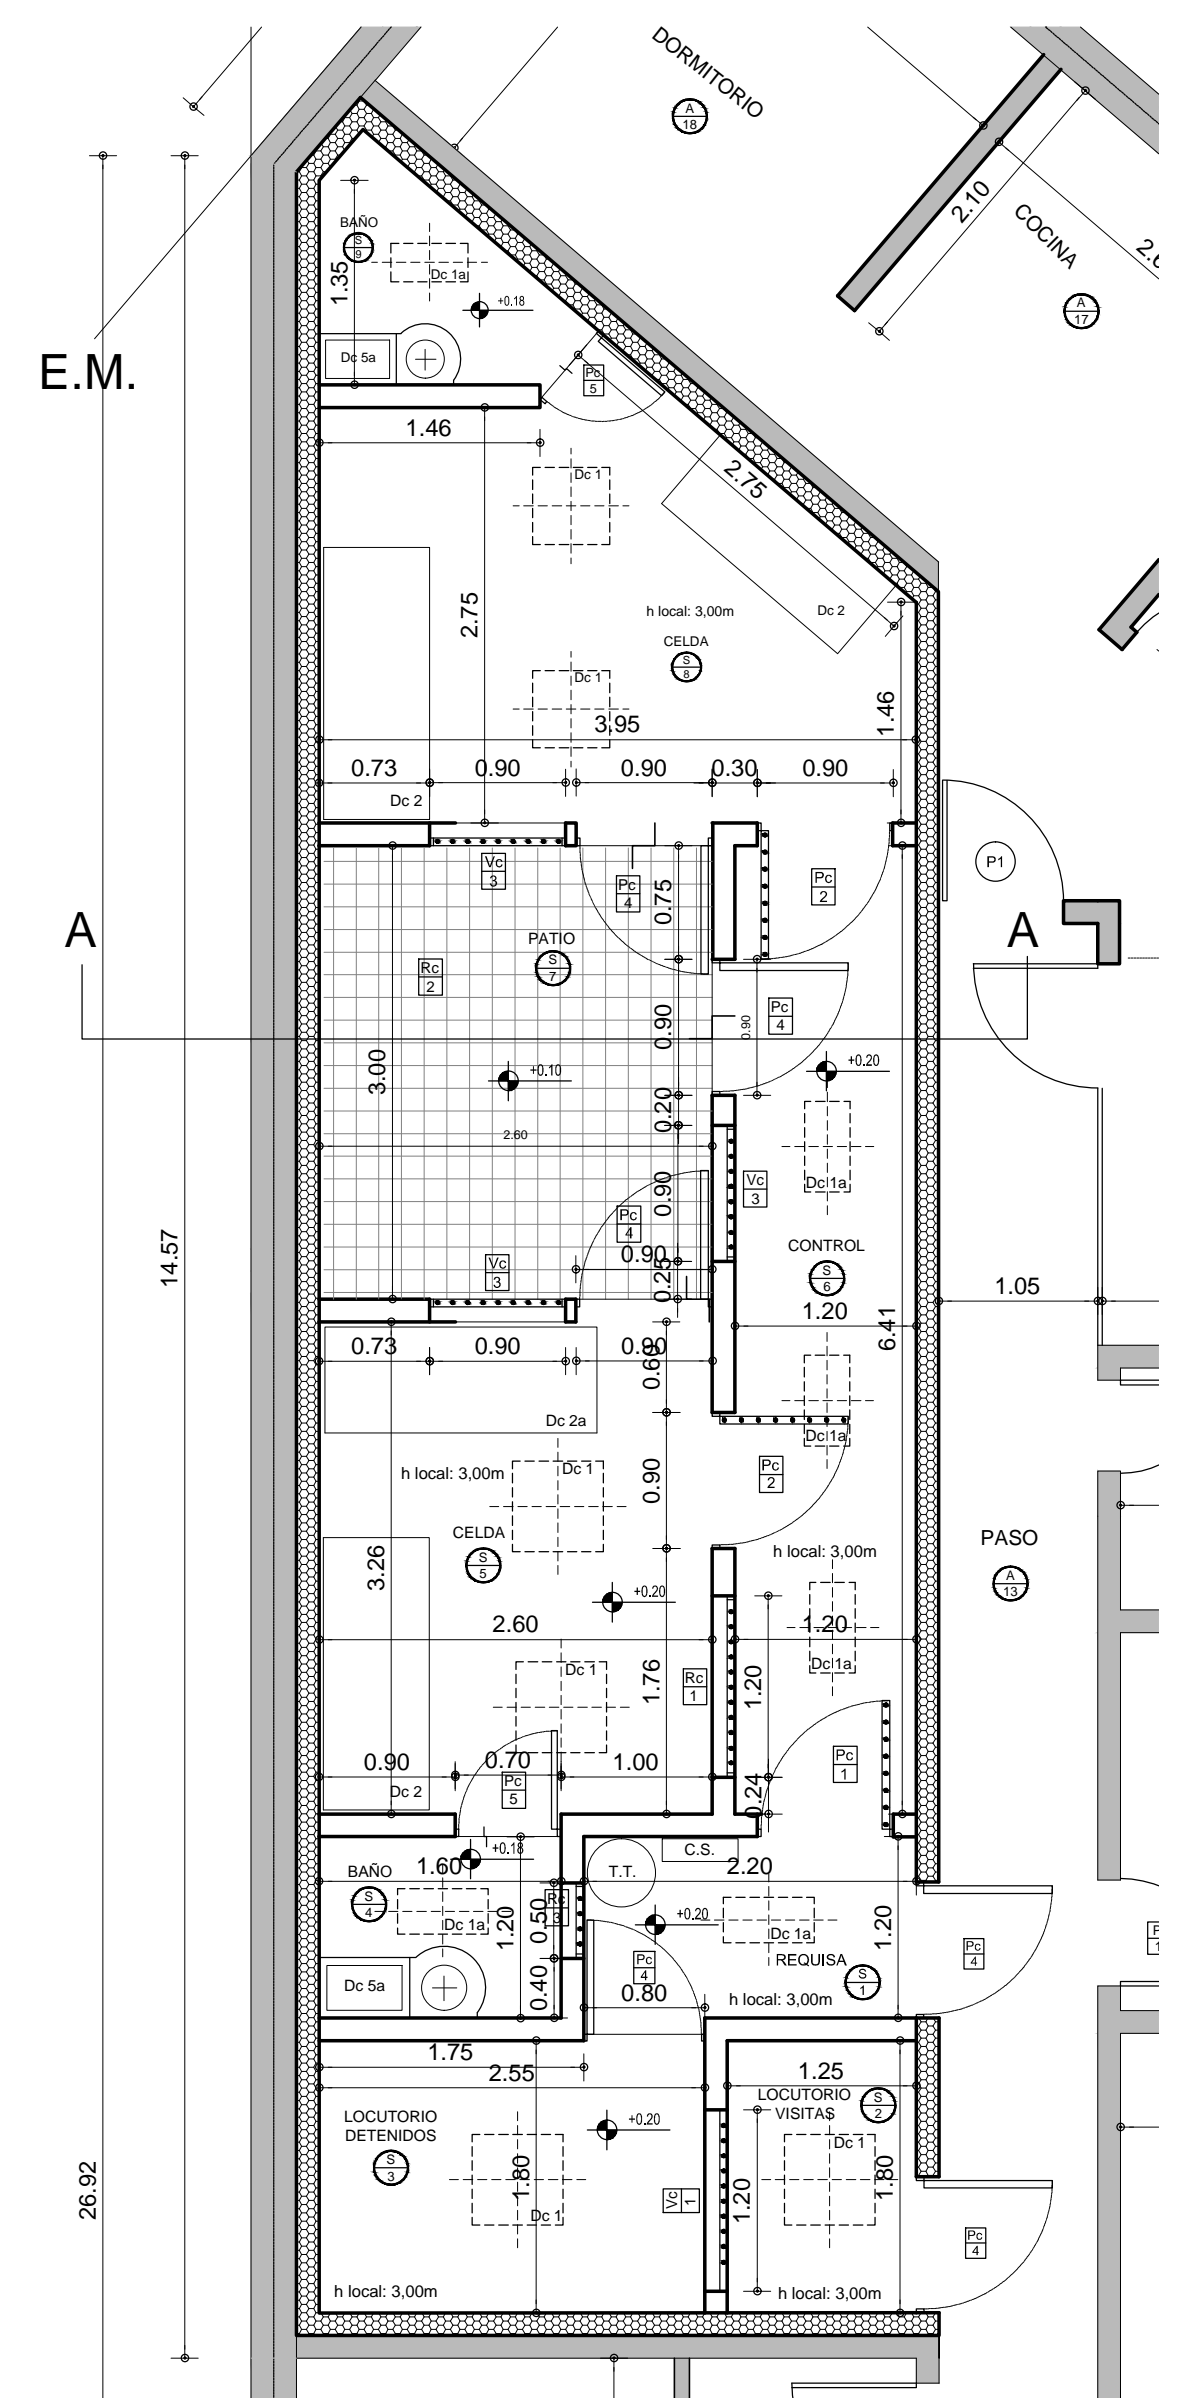 DORMITORIO
A
18
2.10
COCINA
A
17
BAÑO
S
9
Dc 1a
1.35
+0.18
E.M.
Dc 5a
Pc
5
1.46
Dc 1
2.75
2.75
h local: 3,00m
Dc 2
CELDA
S
8
Dc 1
3.95
1.46
0.73
0.90
0.90
0.30
0.90
Dc 2
Vc
3
Pc
4
0.75
Pc
2
P1
A
A
PATIO
S
7
Rc
2
0.90
0.90
Pc
4
3.00
+0.10
+0.20
0.20
2.60
Dc 1a
0.90
Vc
3
Pc
4
14.57
CONTROL
S
6
0.90
0.25
Vc
3
1.05
1.20
6.41
0.73
0.90
0.90
0.60
Dc 2a
Dc 1a
h local: 3,00m
Dc 1
0.90
Pc
2
CELDA
S
5
h local: 3,00m
PASO
A
13
3.26
+0.20
2.60
1.20
Dc 1
Dc 1a
1.76
Rc
1
1.20
0.90
0.70
1.00
Pc
5
Pc
1
Dc 2
0.24
+0.18
C.S.
BAÑO
1.60
T.T.
2.20
S
4
Dc 1a
1.20
Rc
3
0.50
+0.20
Dc 1a
1.20
REQUISA
S
1
Pc
4
Pc
4
Dc 5a
0.40
0.80
h local: 3,00m
1.75
2.55
1.25
LOCUTORIO
VISITAS
S
2
LOCUTORIO
DETENIDOS
S
3
+0.20
Dc 1
1.80
1.80
26.92
Vc
1
1.20
Dc 1
Pc
4
h local: 3,00m
h local: 3,00m